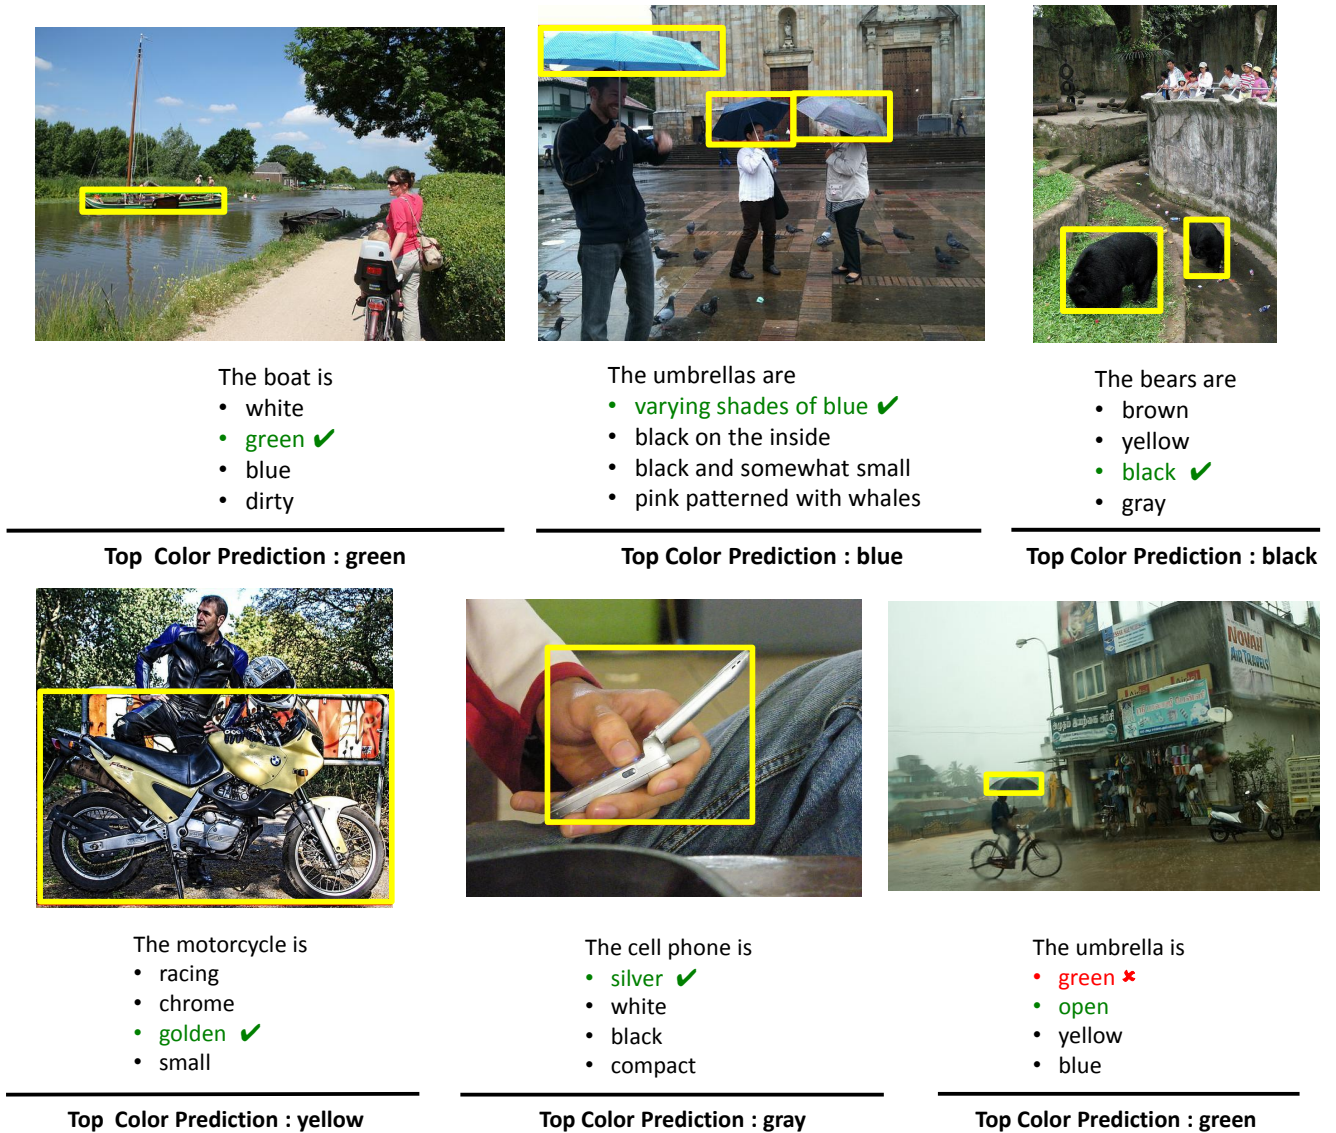 The boat is
• white
• green ✔
• blue
• dirty
Top Color Prediction : green
The umbrellas are
• varying shades of blue ✔
• black on the inside
• black and somewhat small
• pink patterned with whales
Top Color Prediction : blue
The bears are
• brown
• yellow
• black ✔
• gray
Top Color Prediction : black
The motorcycle is
• racing
• chrome
• golden ✔
• small
Top Color Prediction : yellow
The cell phone is
• silver ✔
• white
• black
• compact
Top Color Prediction : gray
NOVAH
AIR TRAVELS
The umbrella is
• green ✖
• open
• yellow
• blue
Top Color Prediction : green